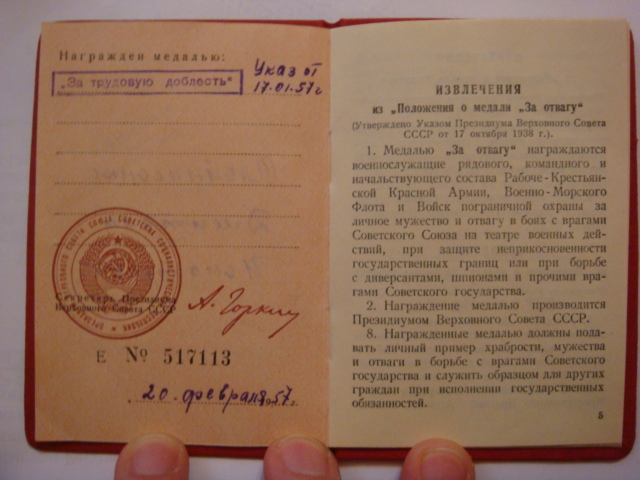 Награжден медалью:
„За трудовую доблесть“
Указ от
17.01.57 г
Секретарь Президиума
Верховного Совета СССР
А. Горкин
Е № 517113
20. февраля 1957г.
ИЗВЛЕЧЕНИЯ
из „Положения о медали „За отвагу“
(Утверждено Указом Президиума Верховного Совета
СССР от 17 октября 1938 г.).
1. Медалью „За отвагу“ награждаются
военнослужащие рядового, командного и
начальствующего состава Рабоче-Крестьян-
ской Красной Армии, Военно-Морского
Флота и Войск пограничной охраны за
личное мужество и отвагу в боях с врагами
Советского Союза на театре военных дей-
ствий, при защите неприкосновенности
государственных границ или при борьбе
с диверсантами, шпионами и прочими вра-
гами Советского государства.
2. Награждение медалью производится
Президиумом Верховного Совета СССР.
8. Награжденные медалью должны пода-
вать личный пример храбрости, мужества
и отваги в борьбе с врагами Советского
государства и служить образцом для других
граждан при исполнении государственных
обязанностей.
5